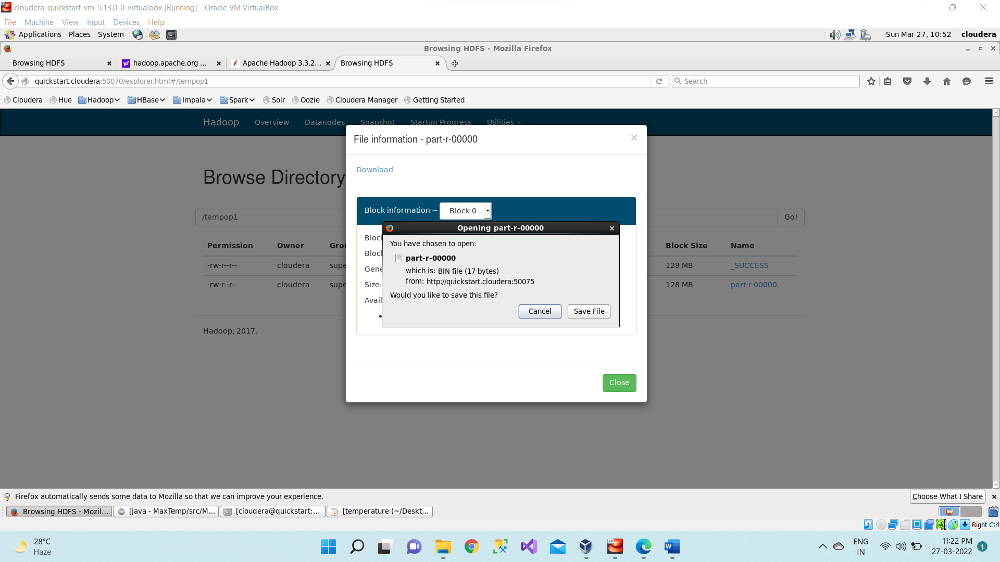 cloudera-quickstart-vm-5.13.0-0-virtualbox [Running] - Oracle VM VirtualBox
File Machine View Input Devices Help
Applications Places System Sun Mar 27, 10:52 cloudera
Browsing HDFS - Mozilla Firefox
Browsing HDFS hadoop.apache.org ... Apache Hadoop 3.3.2... Browsing HDFS
quickstart.cloudera:50070/explorer.html#/tempop1 Search
Cloudera Hue Hadoop HBase Impala Spark Solr Oozie Cloudera Manager Getting Started
Hadoop Overview Datanodes Snapshot Startup Progress Utilities
File information - part-r-00000 ×
Download
Browse Directory
Block information -- Block 0
/tempop1 Go!
Opening part-r-00000
You have chosen to open:
part-r-00000
which is: BIN file (17 bytes)
from: http://quickstart.cloudera:50075
Would you like to save this file?
Cancel Save File
Size:
Permission Owner Block Size Name
-rw-r--r-- cloudera 128 MB _SUCCESS
-rw-r--r-- cloudera 128 MB part-r-00000
Hadoop, 2017.
Close
Firefox automatically sends some data to Mozilla so that we can improve your experience. Choose What I Share
Browsing HDFS - Mozil... [Java - MaxTemp/src/M... [cloudera@quickstart:... [temperature (~/Deskt...
Right Ctrl
28°C
Haze
ENG
IN
11:22 PM
27-03-2022
1